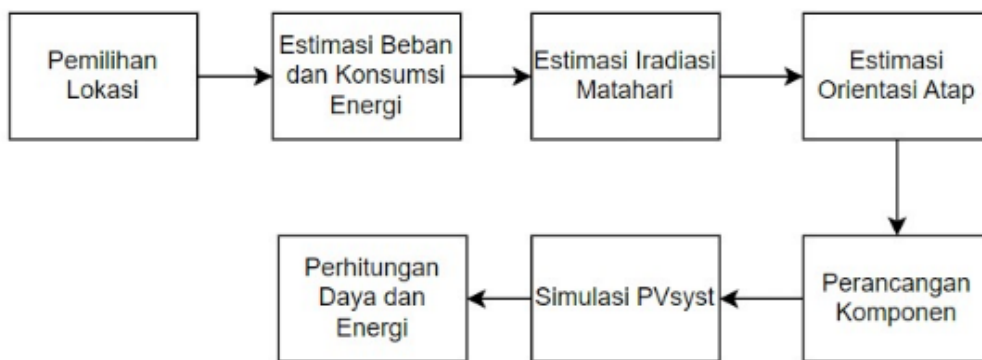 Pemilihan
Lokasi
Estimasi Beban
dan Konsumsi
Energi
Estimasi Iradiasi
Matahari
Estimasi
Orientasi Atap
Perancangan
Komponen
Simulasi PVsyst
Perhitungan
Daya dan
Energi